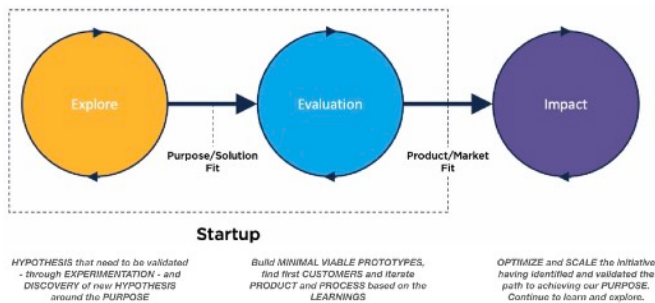 Explore
Evaluation
Impact
Purpose/Solution
Fit
Product/Market
Fit
Startup
HYPOTHESIS that need to be validated
- through EXPERIMENTATION - and
DISCOVERY of new HYPOTHESIS
around the PURPOSE
Build MINIMAL VIABLE PROTOTYPES,
find first CUSTOMERS and iterate
PRODUCT and PROCESS based on the
LEARNINGS
OPTIMIZE and SCALE the initiative
having identified and validated the
path to achieving our PURPOSE.
Continue to learn and explore.